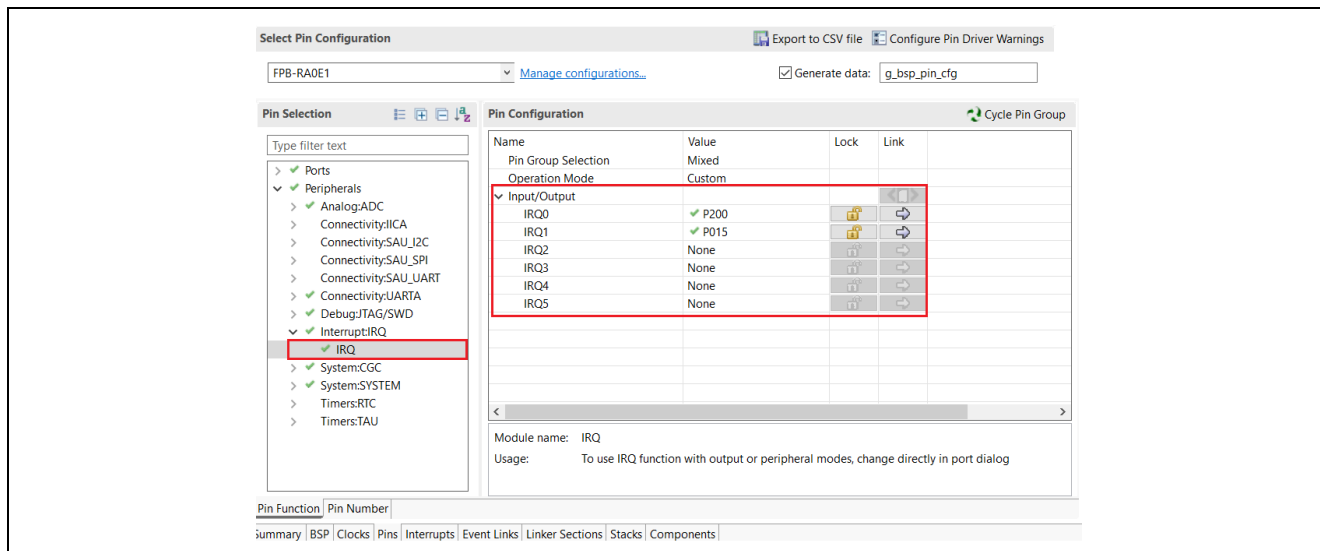 Select Pin Configuration
Export to CSV file Configure Pin Driver Warnings
FPB-RA0E1
Manage configurations...
Generate data: g_bsp_pin_cfg
Pin Selection
Type filter text
Ports
Peripherals
Analog:ADC
Connectivity:IICA
Connectivity:SAU_I2C
Connectivity:SAU_SPI
Connectivity:SAU_UART
Connectivity:UARTA
Debug:JTAG/SWD
Interrupt:IRQ
IRQ
System:CGC
System:SYSTEM
Timers:RTC
Timers:TAU
Pin Configuration
Cycle Pin Group
Name Value Lock Link
Pin Group Selection Mixed
Operation Mode Custom
Input/Output
IRQ0 P200
IRQ1 P015
IRQ2 None
IRQ3 None
IRQ4 None
IRQ5 None
Module name: IRQ
Usage: To use IRQ function with output or peripheral modes, change directly in port dialog
Pin Function Pin Number
Summary BSP Clocks Pins Interrupts Event Links Linker Sections Stacks Components